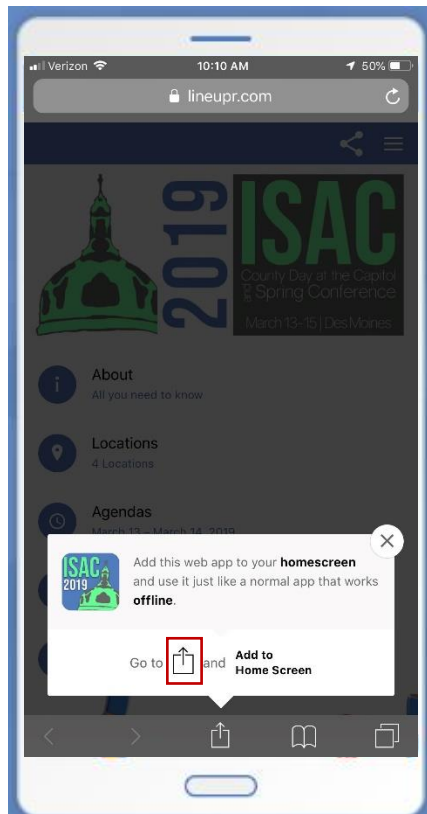 Verizon 10:10 AM 50%
lineupr.com
2019
ISAC
County Day at the Capitol
and Spring Conference
March 13-15 | Des Moines
About
All you need to know
Locations
4 Locations
Agendas
March 13 - March 14, 2019
ISAC
2019
Add this web app to your homescreen
and use it just like a normal app that works
offline.
Go to and Add to
Home Screen